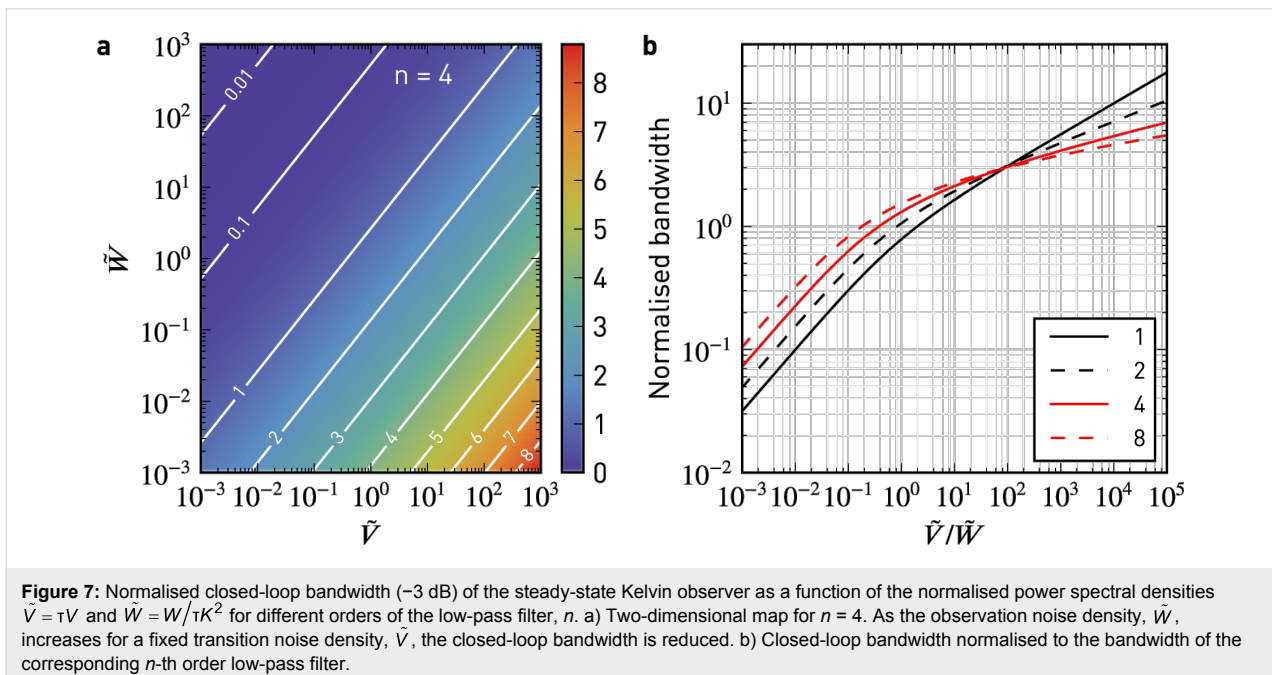 a
b
10³
10²
10¹
10⁰
10⁻¹
10⁻²
10⁻³
W̃
n = 4
0.01
0.1
1
2
3
4
5
6
7
8
10⁻³ 10⁻² 10⁻¹ 10⁰ 10¹ 10² 10³
Ṽ
8
7
6
5
4
3
2
1
0
Normalised bandwidth
10¹
10⁰
10⁻¹
10⁻²
1
2
4
8
10⁻³ 10⁻² 10⁻¹ 10⁰ 10¹ 10² 10³ 10⁴ 10⁵
Ṽ/W̃
Figure 7: Normalised closed-loop bandwidth (−3 dB) of the steady-state Kelvin observer as a function of the normalised power spectral densities
Ṽ = τV and W̃ = W/τK² for different orders of the low-pass filter, n. a) Two-dimensional map for n = 4. As the observation noise density, W̃,
increases for a fixed transition noise density, Ṽ, the closed-loop bandwidth is reduced. b) Closed-loop bandwidth normalised to the bandwidth of the
corresponding n-th order low-pass filter.